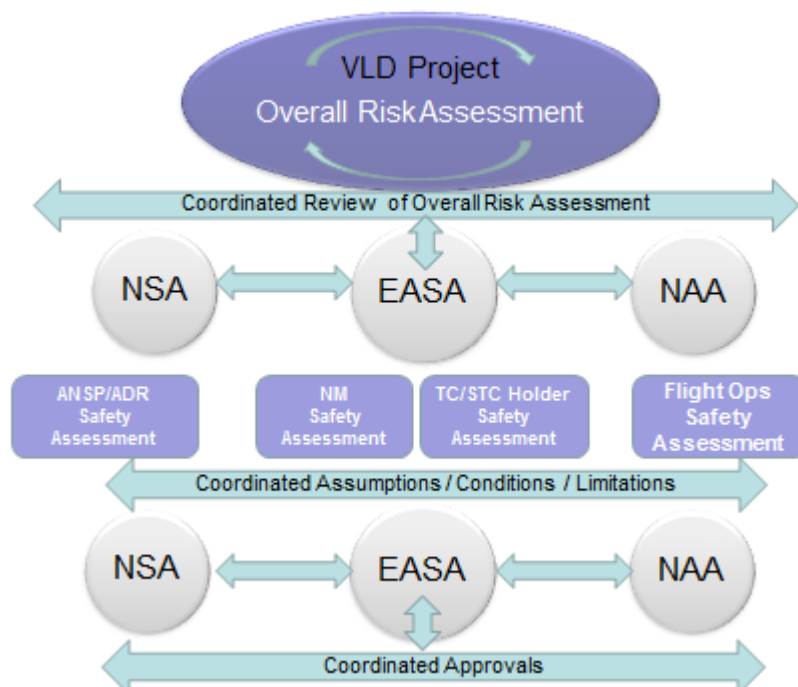 VLD Project
Overall Risk Assessment
Coordinated Review of Overall Risk Assessment
NSA
EASA
NAA
ANSP/ADR
Safety
Assessment
NM
Safety
Assessment
TC/STC Holder
Safety
Assessment
Flight Ops
Safety
Assessment
Coordinated Assumptions / Conditions / Limitations
NSA
EASA
NAA
Coordinated Approvals